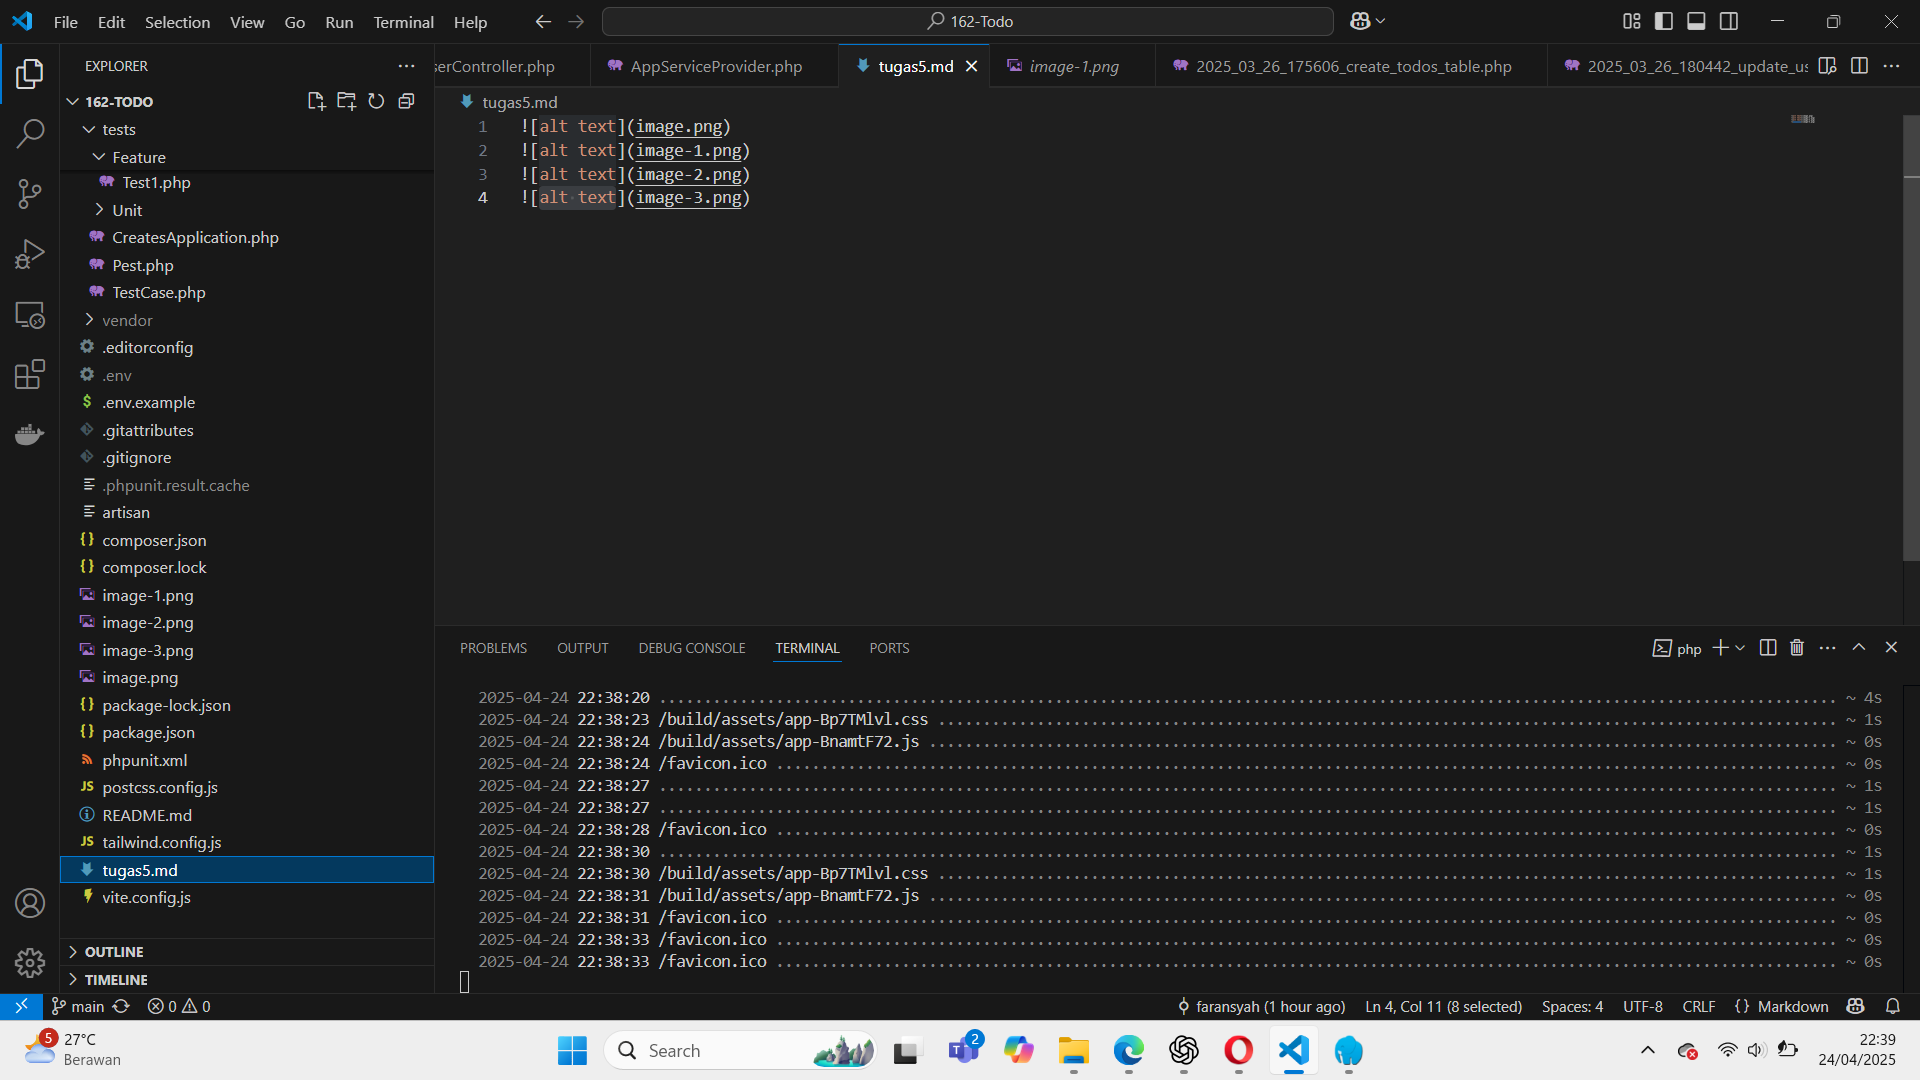 File Edit Selection View Go Run Terminal Help
162-Todo
EXPLORER
serController.php
AppServiceProvider.php
tugas5.md
image-1.png
2025_03_26_175606_create_todos_table.php
2025_03_26_180442_update_us
162-TODO
tests
Feature
Test1.php
Unit
CreatesApplication.php
Pest.php
TestCase.php
vendor
.editorconfig
.env
.env.example
.gitattributes
.gitignore
.phpunit.result.cache
artisan
composer.json
composer.lock
image-1.png
image-2.png
image-3.png
image.png
package-lock.json
package.json
phpunit.xml
postcss.config.js
README.md
tailwind.config.js
tugas5.md
vite.config.js
OUTLINE
TIMELINE
tugas5.md
1 ![alt text](image.png)
2 ![alt text](image-1.png)
3 ![alt text](image-2.png)
4 ![alt text](image-3.png)
PROBLEMS OUTPUT DEBUG CONSOLE TERMINAL PORTS
php
2025-04-24 22:38:20 ~ 4s
2025-04-24 22:38:23 /build/assets/app-Bp7TMlvl.css ~ 1s
2025-04-24 22:38:24 /build/assets/app-BnamtF72.js ~ 0s
2025-04-24 22:38:24 /favicon.ico ~ 0s
2025-04-24 22:38:27 ~ 1s
2025-04-24 22:38:27 ~ 1s
2025-04-24 22:38:28 /favicon.ico ~ 0s
2025-04-24 22:38:30 ~ 1s
2025-04-24 22:38:30 /build/assets/app-Bp7TMlvl.css ~ 1s
2025-04-24 22:38:31 /build/assets/app-BnamtF72.js ~ 0s
2025-04-24 22:38:31 /favicon.ico ~ 0s
2025-04-24 22:38:33 /favicon.ico ~ 0s
2025-04-24 22:38:33 /favicon.ico ~ 0s
main 0 0
faransyah (1 hour ago) Ln 4, Col 11 (8 selected) Spaces: 4 UTF-8 CRLF {} Markdown
5
27°C
Berawan
Search
2
22:39
24/04/2025